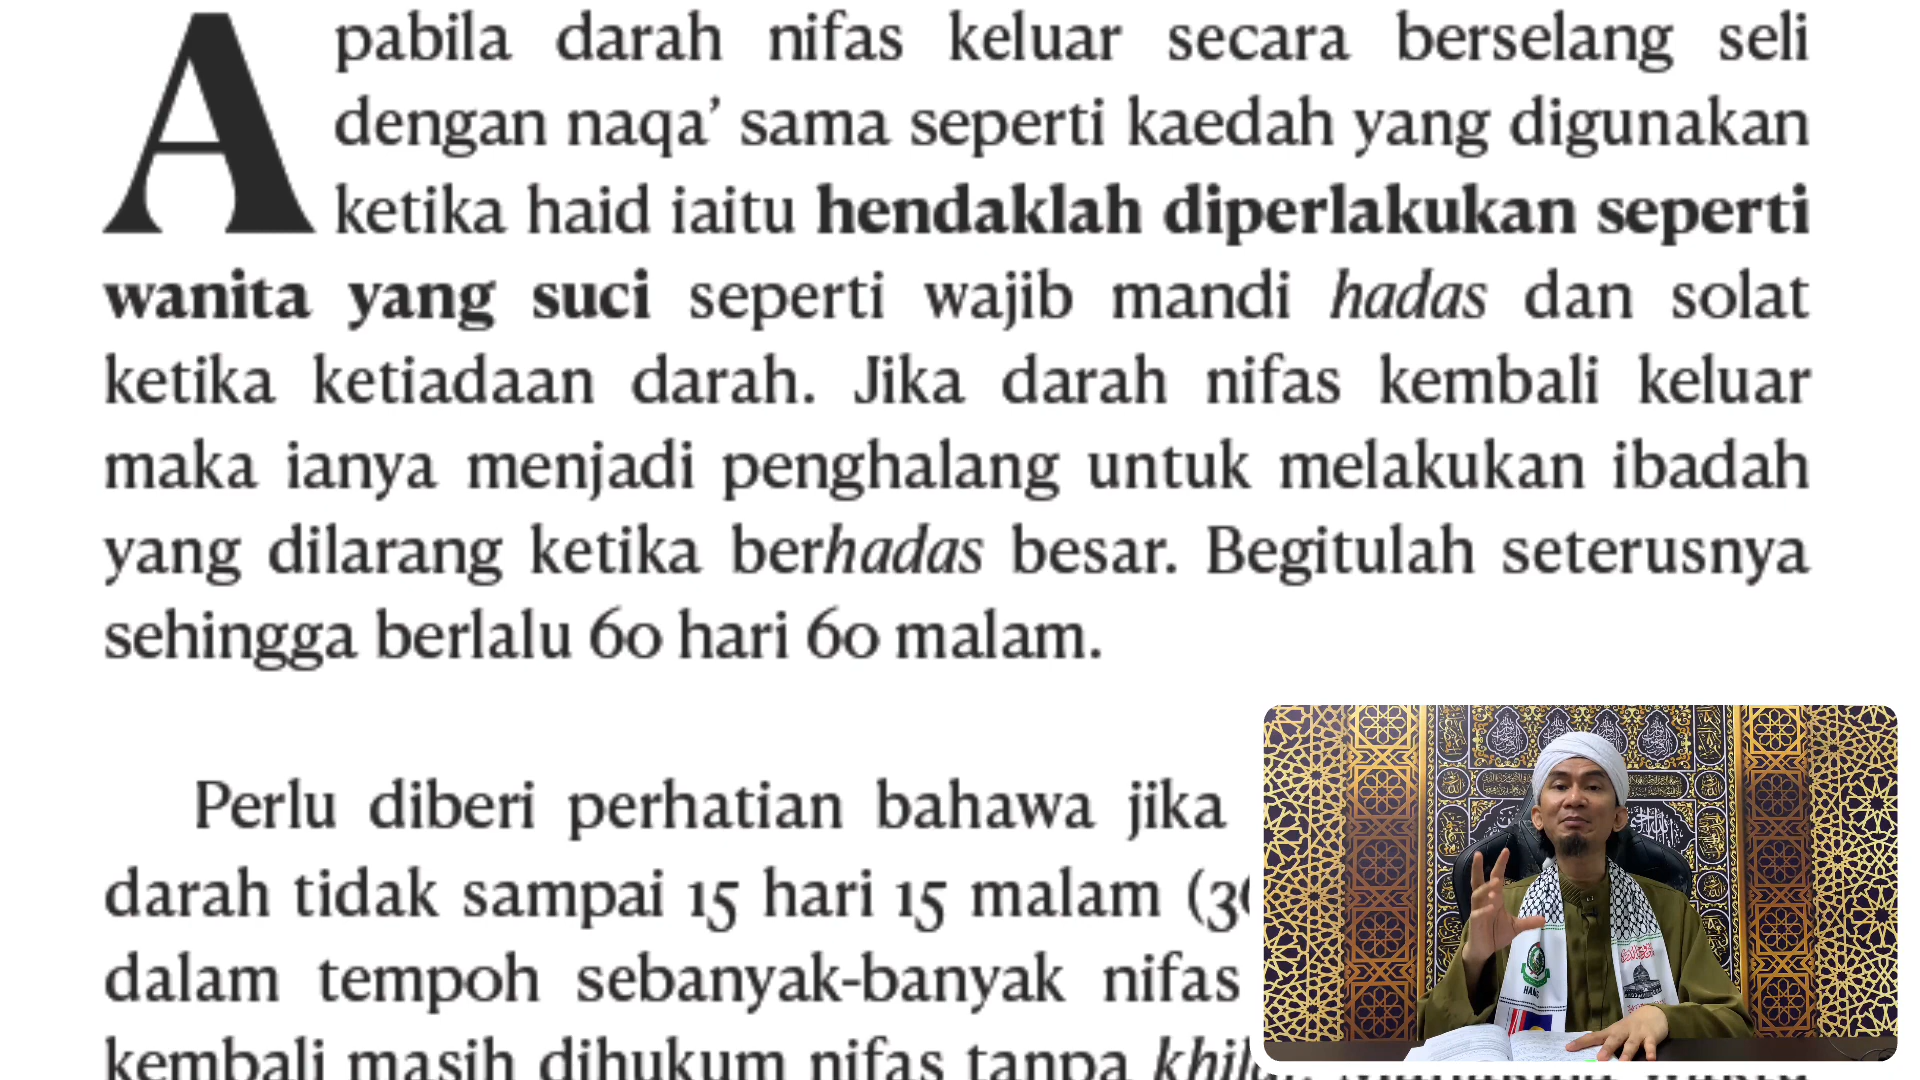 Apabila darah nifas keluar secara berselang seli
dengan naqa’ sama seperti kaedah yang digunakan
ketika haid iaitu hendaklah diperlakukan seperti
wanita yang suci seperti wajib mandi hadas dan solat
ketika ketiadaan darah. Jika darah nifas kembali keluar
maka ianya menjadi penghalang untuk melakukan ibadah
yang dilarang ketika berhadas besar. Begitulah seterusnya
sehingga berlalu 60 hari 60 malam.
Perlu diberi perhatian bahawa jika
darah tidak sampai 15 hari 15 malam
dalam tempoh sebanyak-banyak nifas
kembali masih dihukum nifas tanpa